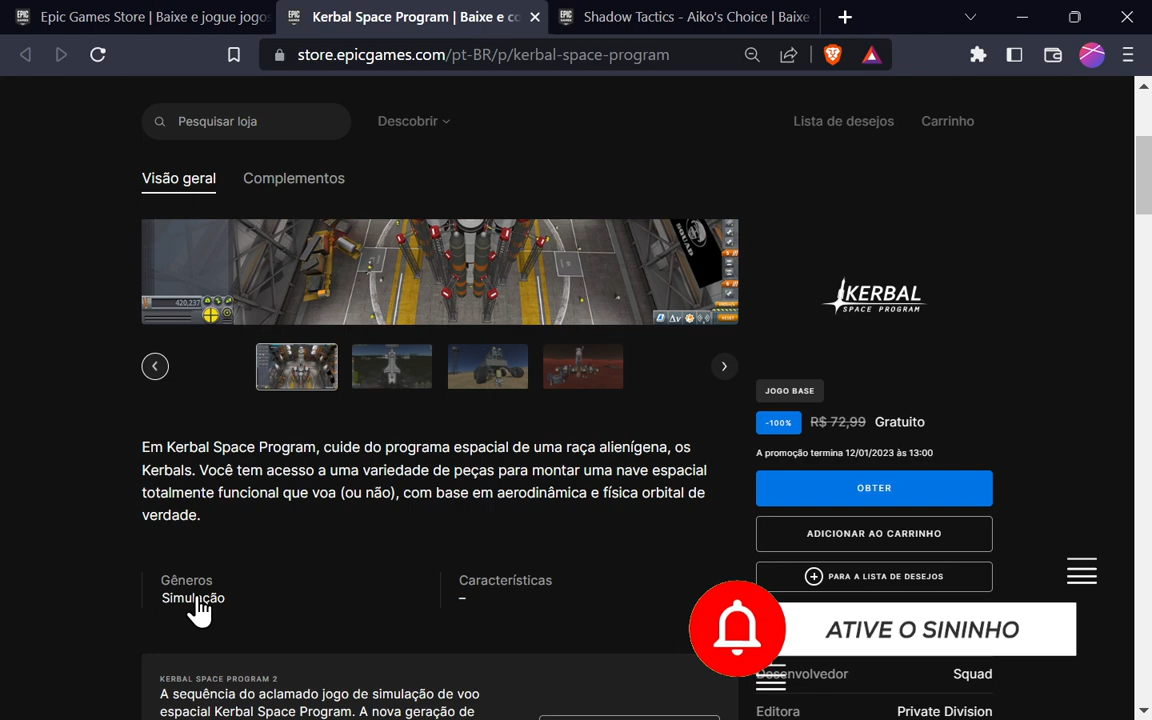 Epic Games Store | Baixe e jogue jogos
Kerbal Space Program | Baixe e co
Shadow Tactics - Aiko's Choice | Baixe
store.epicgames.com/pt-BR/p/kerbal-space-program
Pesquisar loja
Descobrir
Lista de desejos
Carrinho
Visão geral
Complementos
SQUAD
420,237
KERBAL
SPACE PROGRAM
JOGO BASE
-100% R$ 72,99 Gratuito
A promoção termina 12/01/2023 às 13:00
OBTER
ADICIONAR AO CARRINHO
PARA A LISTA DE DESEJOS
Em Kerbal Space Program, cuide do programa espacial de uma raça alienígena, os
Kerbals. Você tem acesso a uma variedade de peças para montar uma nave espacial
totalmente funcional que voa (ou não), com base em aerodinâmica e física orbital de
verdade.
Gêneros
Simulação
Características
–
ATIVE O SININHO
Desenvolvedor
Squad
Editora
Private Division
KERBAL SPACE PROGRAM 2
A sequência do aclamado jogo de simulação de voo
espacial Kerbal Space Program. A nova geração de